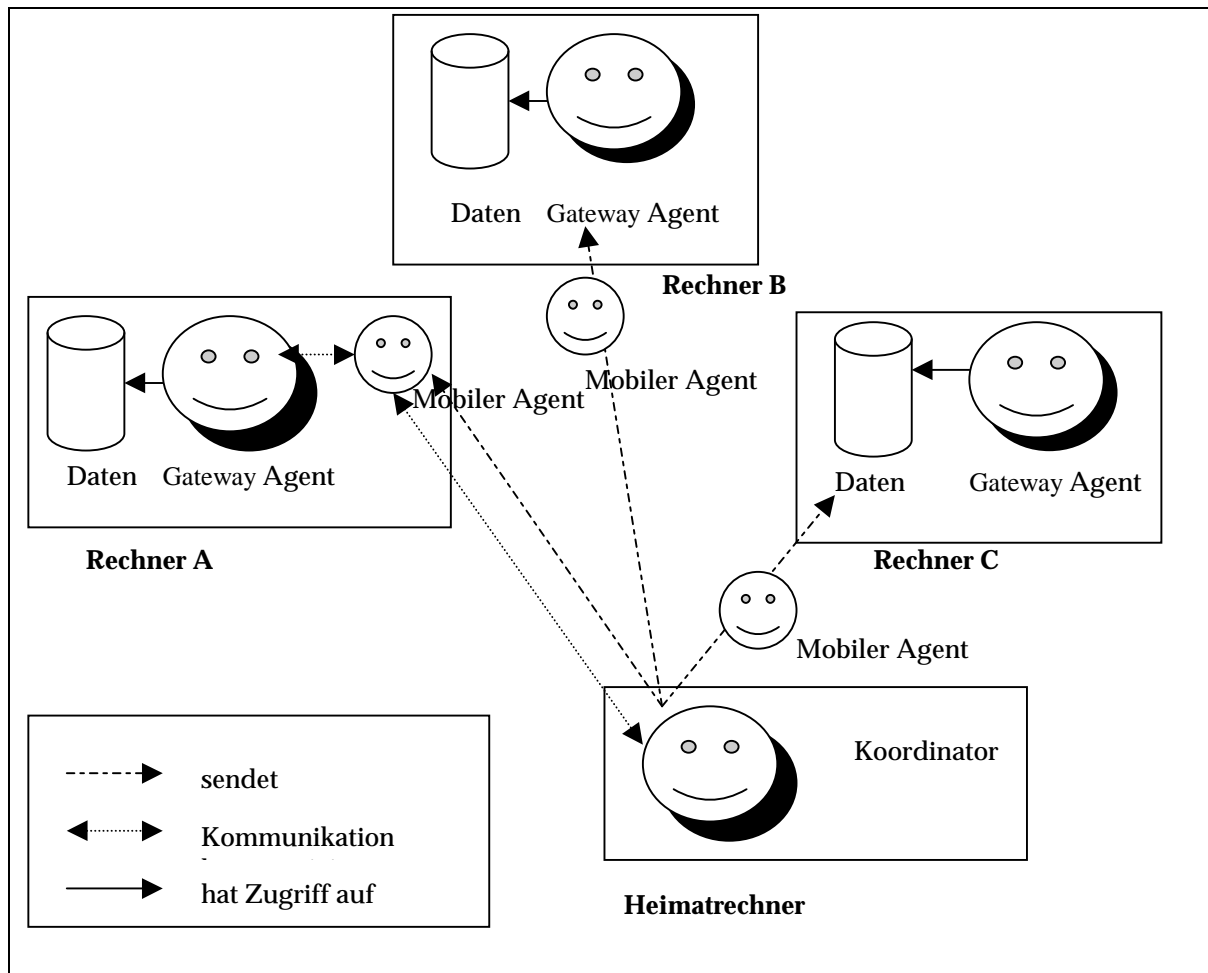 Daten Gateway Agent
Rechner B
Mobiler Agent
Mobiler Agent
Daten Gateway Agent
Rechner A
Daten Gateway Agent
Rechner C
Mobiler Agent
Koordinator
Heimatrechner
sendet
Kommunikation
hat Zugriff auf